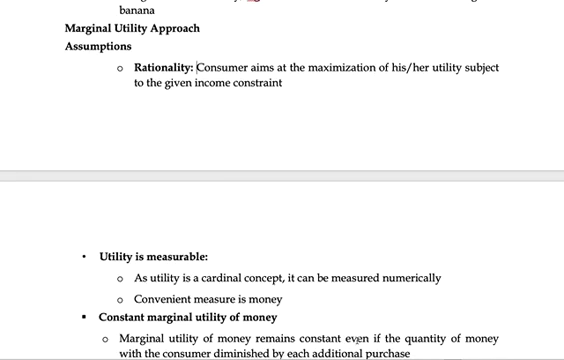 banana
Marginal Utility Approach
Assumptions
o Rationality: Consumer aims at the maximization of his/her utility subject
to the given income constraint
• Utility is measurable:
o As utility is a cardinal concept, it can be measured numerically
o Convenient measure is money
▪ Constant marginal utility of money
o Marginal utility of money remains constant even if the quantity of money
with the consumer diminished by each additional purchase